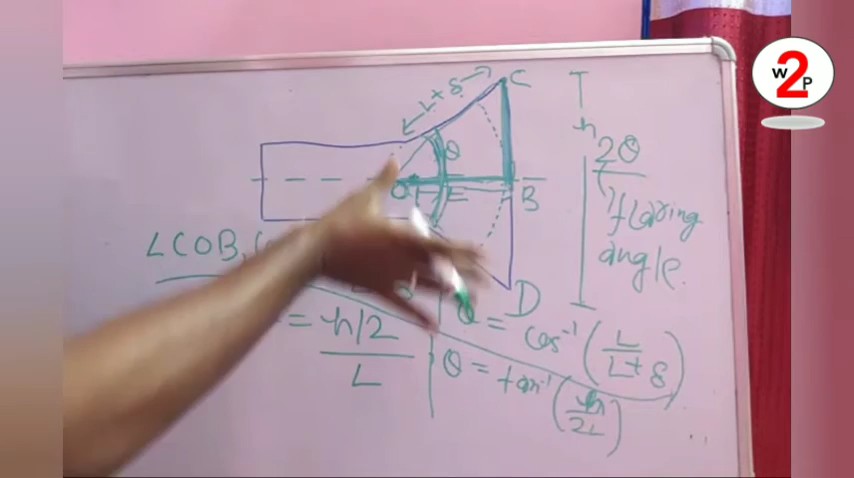 W2P
L+δ
C
T
h
θ
2θ
O
E
B
flaring
angle
∠COB,
D
= h/2
L
θ = cos⁻¹ (L / L+δ)
θ = tan⁻¹ (h / 2L)